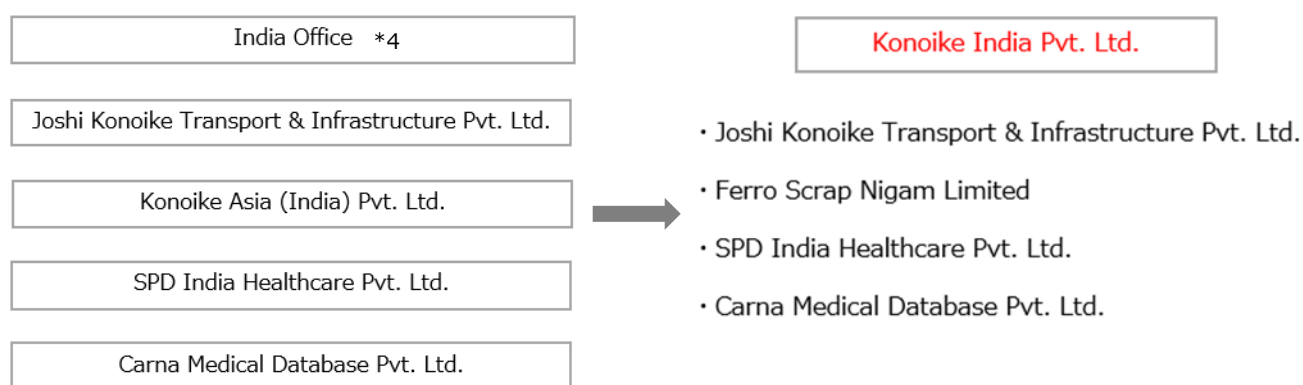 India Office *4
Joshi Konoike Transport & Infrastructure Pvt. Ltd.
Konoike Asia (India) Pvt. Ltd.
SPD India Healthcare Pvt. Ltd.
Carna Medical Database Pvt. Ltd.
Konoike India Pvt. Ltd.
・Joshi Konoike Transport & Infrastructure Pvt. Ltd.
・Ferro Scrap Nigam Limited
・SPD India Healthcare Pvt. Ltd.
・Carna Medical Database Pvt. Ltd.